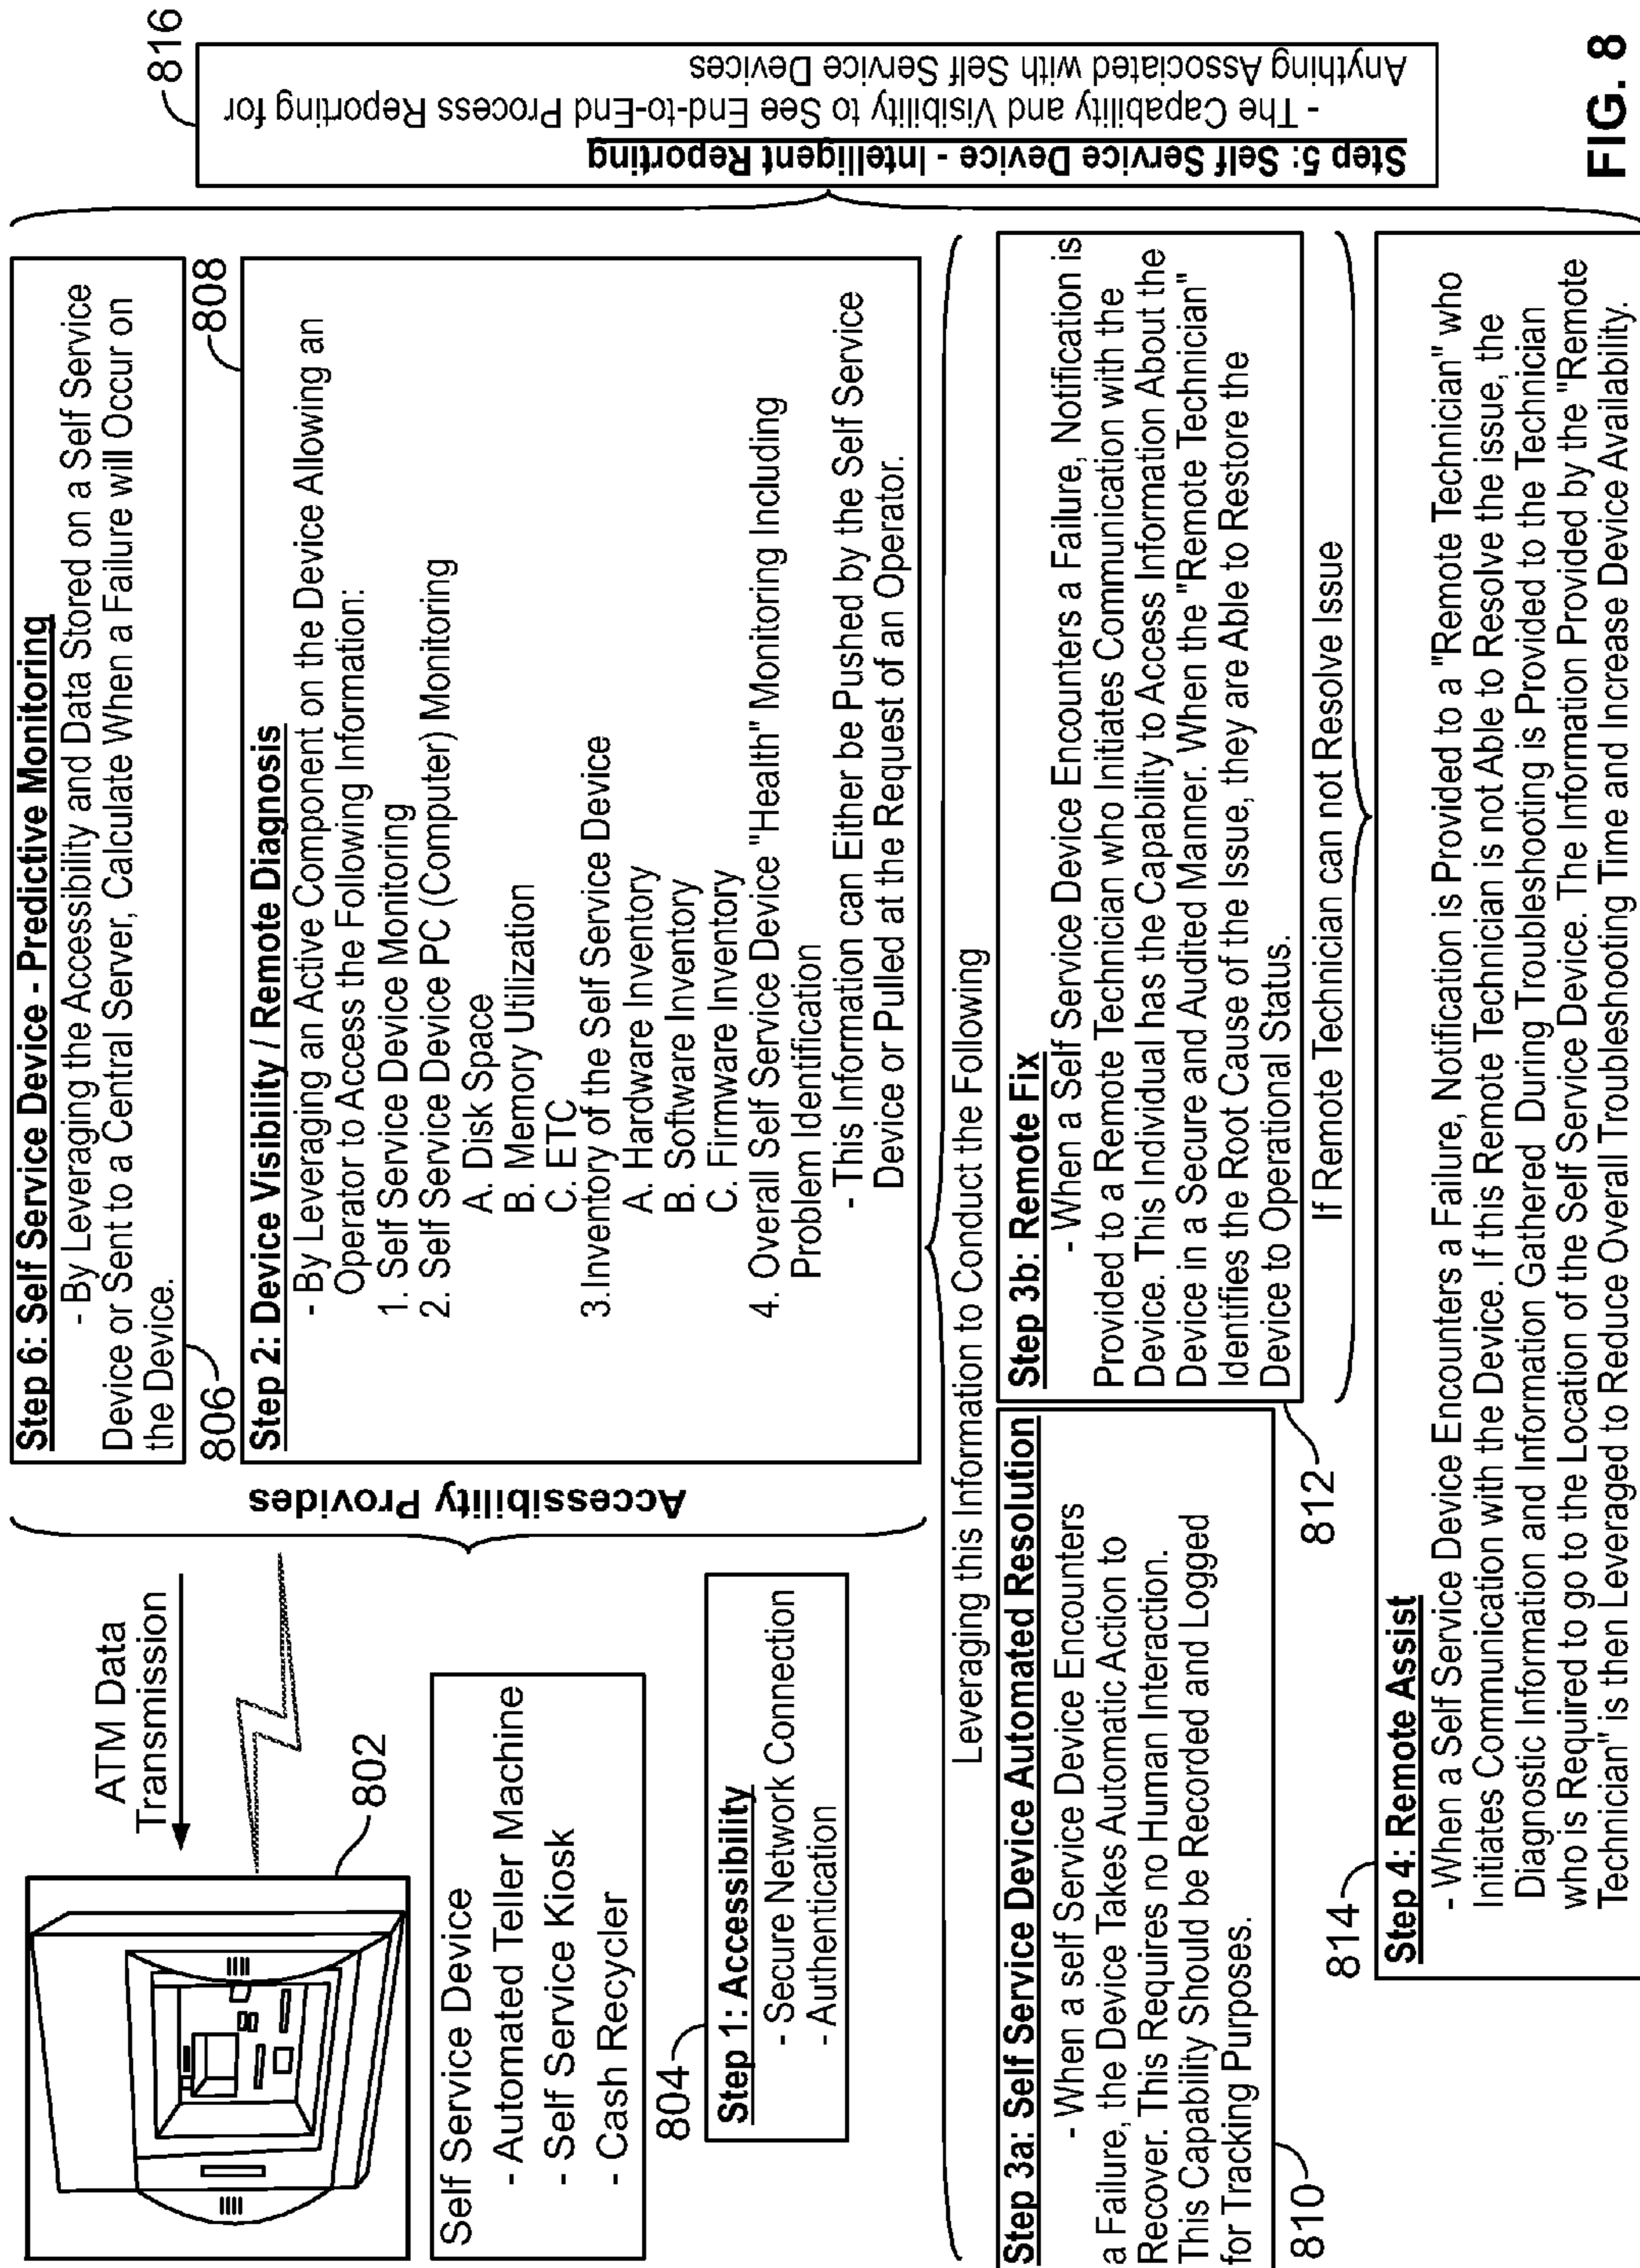 ATM Data
Transmission
802
Self Service Device
- Automated Teller Machine
- Self Service Kiosk
- Cash Recycler
804
Step 1: Accessibility
- Secure Network Connection
- Authentication
Accessibility Provides
Step 6: Self Service Device - Predictive Monitoring
- By Leveraging the Accessibility and Data Stored on a Self Service
Device or Sent to a Central Server, Calculate When a Failure will Occur on
the Device.
806
808
Step 2: Device Visibility / Remote Diagnosis
- By Leveraging an Active Component on the Device Allowing an
Operator to Access the Following Information:
1. Self Service Device Monitoring
2. Self Service Device PC (Computer) Monitoring
A. Disk Space
B. Memory Utilization
C. ETC
3.Inventory of the Self Service Device
A. Hardware Inventory
B. Software Inventory
C. Firmware Inventory
4. Overall Self Service Device "Health" Monitoring Including
Problem Identification
- This Information can Either be Pushed by the Self Service
Device or Pulled at the Request of an Operator.
Leveraging this Information to Conduct the Following
Step 3a: Self Service Device Automated Resolution
- When a self Service Device Encounters
a Failure, the Device Takes Automatic Action to
Recover. This Requires no Human Interaction.
This Capability Should be Recorded and Logged
for Tracking Purposes.
810
Step 3b: Remote Fix
- When a Self Service Device Encounters a Failure, Notification is
Provided to a Remote Technician who Initiates Communication with the
Device. This Individual has the Capability to Access Information About the
Device in a Secure and Audited Manner. When the "Remote Technician"
Identifies the Root Cause of the Issue, they are Able to Restore the
Device to Operational Status.
812
If Remote Technician can not Resolve Issue
814
Step 4: Remote Assist
- When a Self Service Device Encounters a Failure, Notification is Provided to a "Remote Technician" who
Initiates Communication with the Device. If this Remote Technician is not Able to Resolve the issue, the
Diagnostic Information and Information Gathered During Troubleshooting is Provided to the Technician
who is Required to go to the Location of the Self Service Device. The Information Provided by the "Remote
Technician" is then Leveraged to Reduce Overall Troubleshooting Time and Increase Device Availability.
816
Step 5: Self Service Device - Intelligent Reporting
- The Capability and Visibility to See End-to-End Process Reporting for
Anything Associated with Self Service Devices
FIG. 8